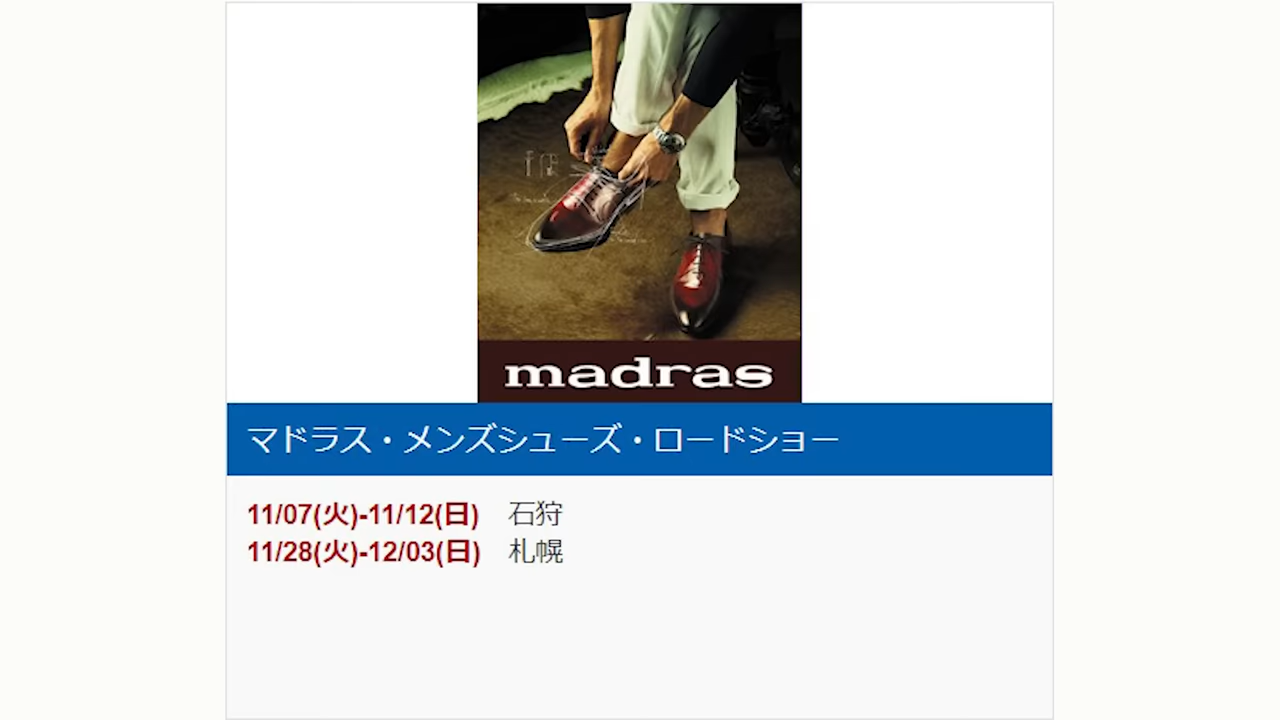 madras
マドラス・メンズシューズ・ロードショー
11/07(火)-11/12(日) 石狩
11/28(火)-12/03(日) 札幌